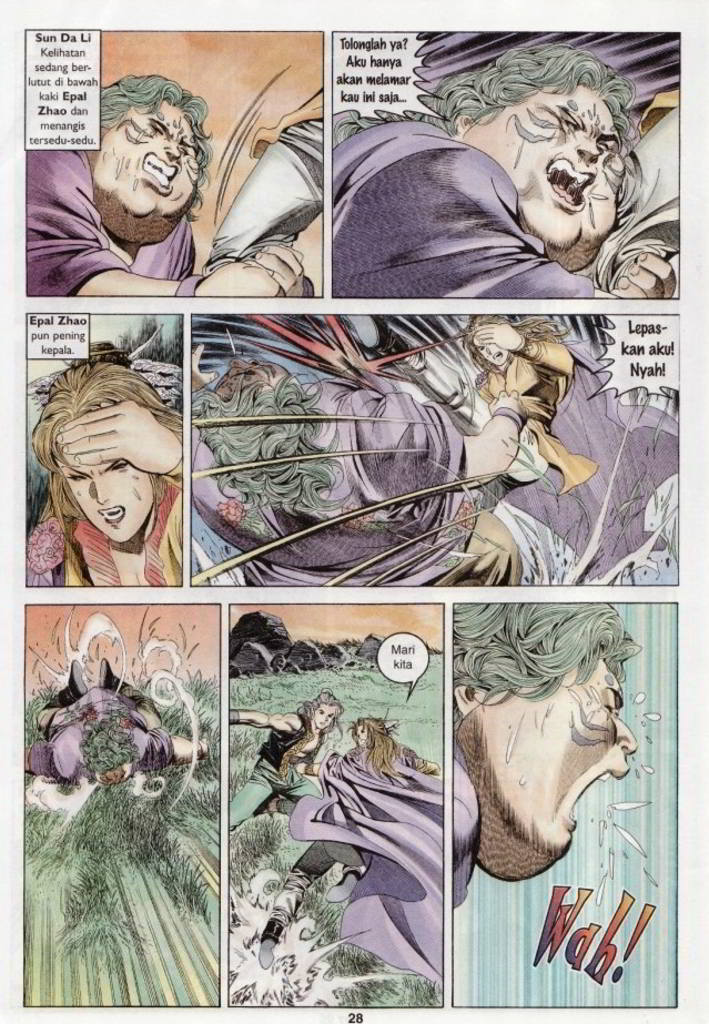 Sun Da Li
Kelihatan
sedang ber-
lutut di bawah
kaki Epal
Zhao dan
menangis
tersedu-sedu.
Tolonglah ya?
Aku hanya
akan melamar
kau ini saja...
Epal Zhao
pun pening
kepala.
Lepas-
kan aku!
Nyah!
Mari
kita
Wah!
28